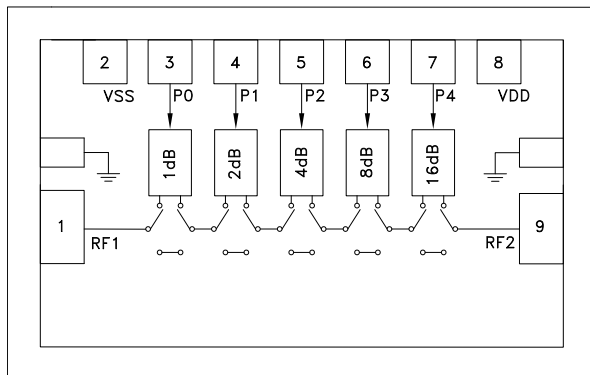 2 3 4 5 6 7 8
VSS P0 P1 P2 P3 P4 VDD
1dB 2dB 4dB 8dB 16dB
1 RF1 RF2 9